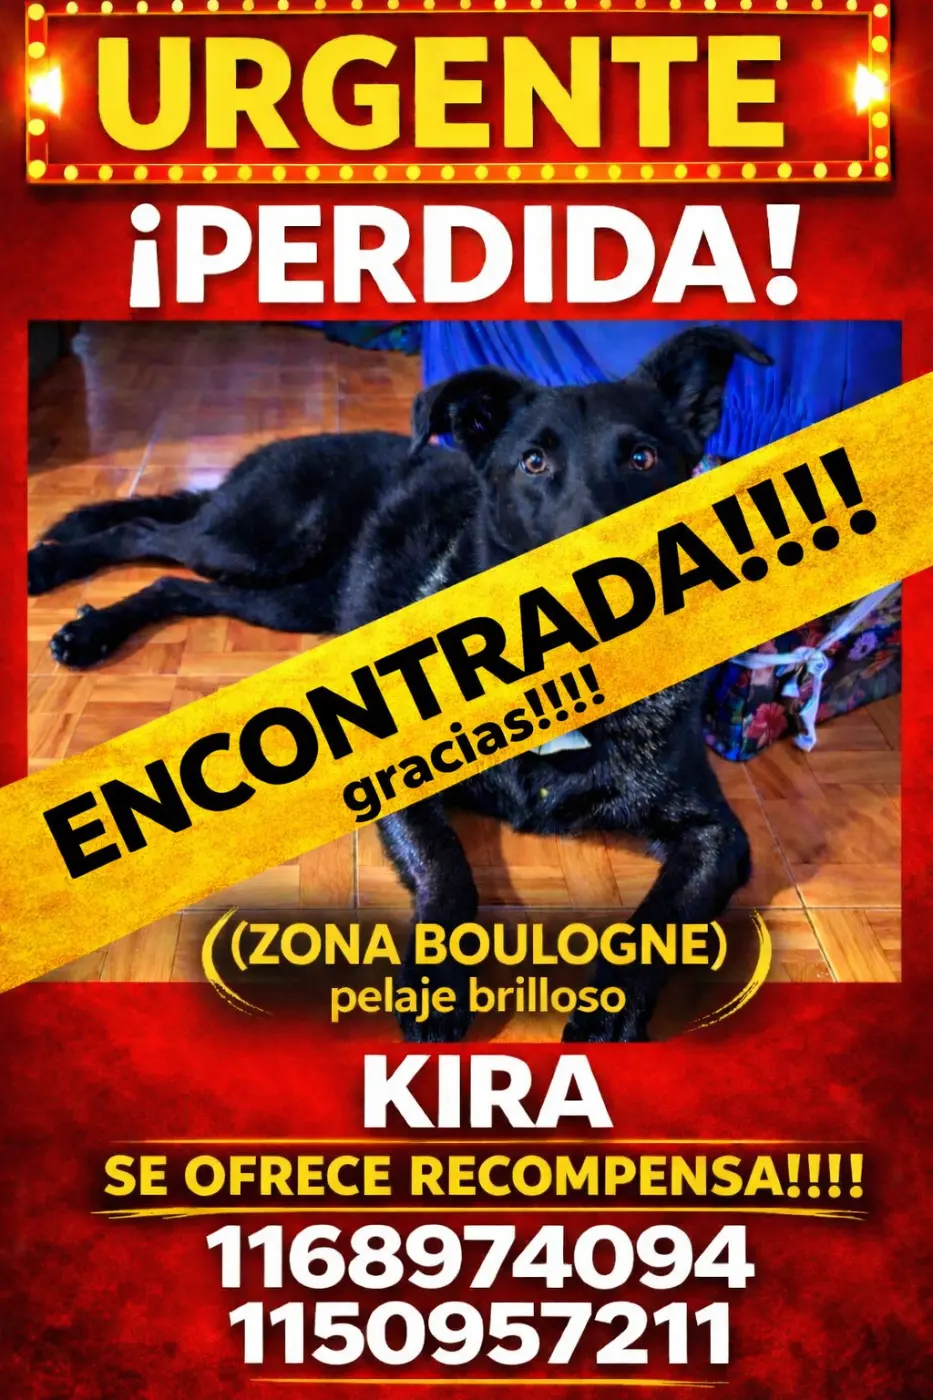 URGENTE
¡PERDIDA!
ENCONTRADA!!!!
gracias!!!!
(ZONA BOULOGNE)
pelaje brilloso
KIRA
SE OFRECE RECOMPENSA!!!!
1168974094
1150957211